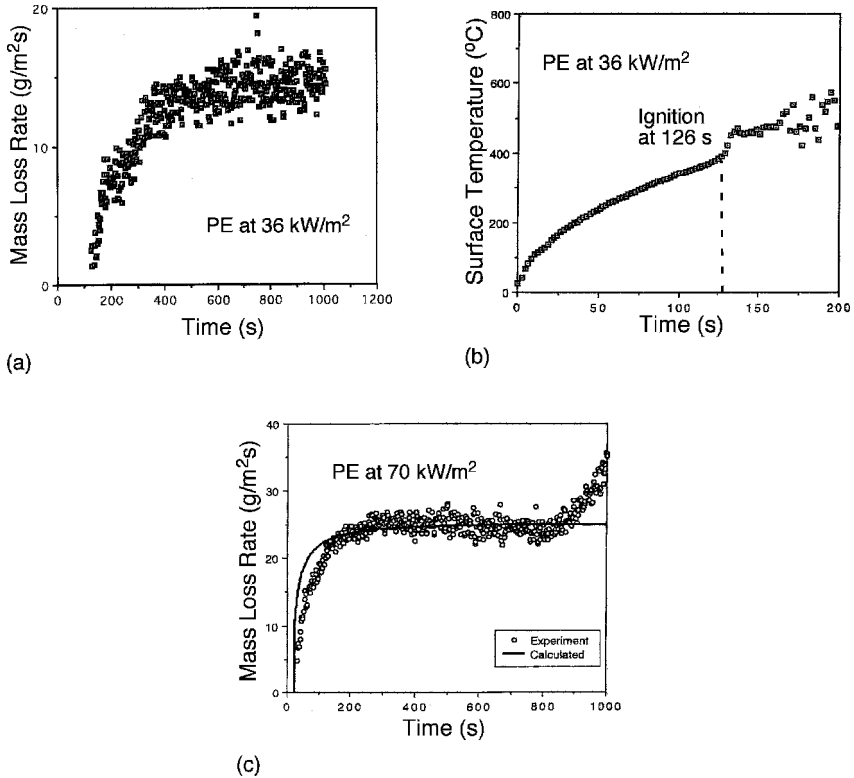 Mass Loss Rate (g/m²s)
20
10
0
PE at 36 kW/m²
0 200 400 600 800 1000 1200
Time (s)
(a)
Surface Temperature (ºC)
800
600
400
200
0
PE at 36 kW/m²
Ignition
at 126 s
0 50 100 150 200
Time (s)
(b)
Mass Loss Rate (g/m²s)
40
30
20
10
0
PE at 70 kW/m²
Experiment
Calculated
0 200 400 600 800 1000
Time (s)
(c)